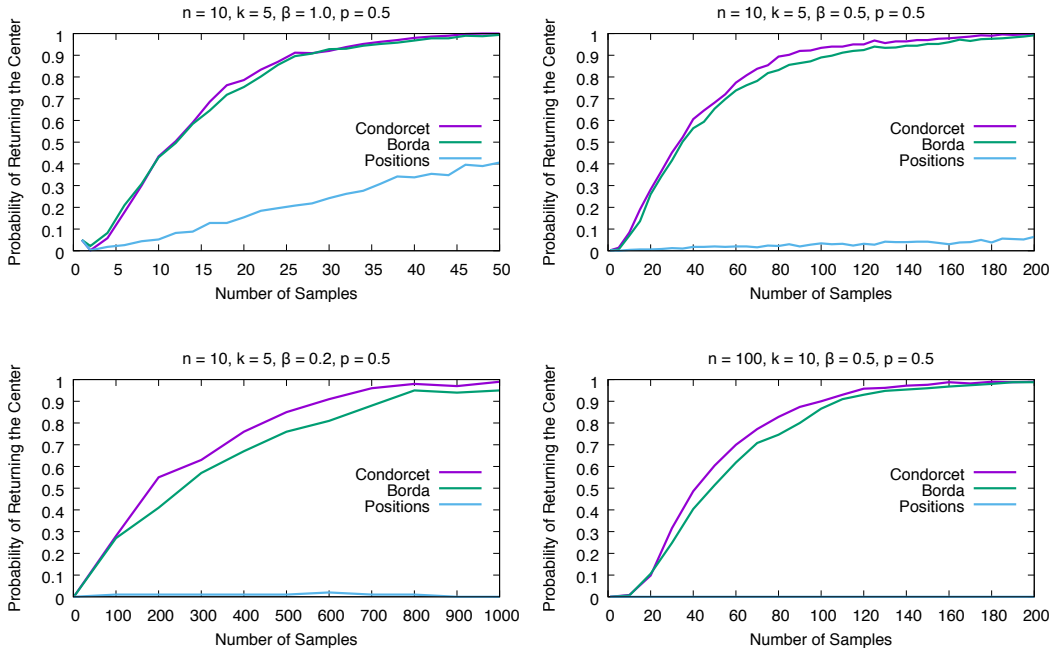 n = 10, k = 5, β = 1.0, p = 0.5
Probability of Returning the Center
1
0.9
0.8
0.7
0.6
0.5
0.4
0.3
0.2
0.1
0
Condorcet
Borda
Positions
0 5 10 15 20 25 30 35 40 45 50
Number of Samples
n = 10, k = 5, β = 0.5, p = 0.5
Probability of Returning the Center
1
0.9
0.8
0.7
0.6
0.5
0.4
0.3
0.2
0.1
0
Condorcet
Borda
Positions
0 20 40 60 80 100 120 140 160 180 200
Number of Samples
n = 10, k = 5, β = 0.2, p = 0.5
Probability of Returning the Center
1
0.9
0.8
0.7
0.6
0.5
0.4
0.3
0.2
0.1
0
Condorcet
Borda
Positions
0 100 200 300 400 500 600 700 800 900 1000
Number of Samples
n = 100, k = 10, β = 0.5, p = 0.5
Probability of Returning the Center
1
0.9
0.8
0.7
0.6
0.5
0.4
0.3
0.2
0.1
0
Condorcet
Borda
Positions
0 20 40 60 80 100 120 140 160 180 200
Number of Samples